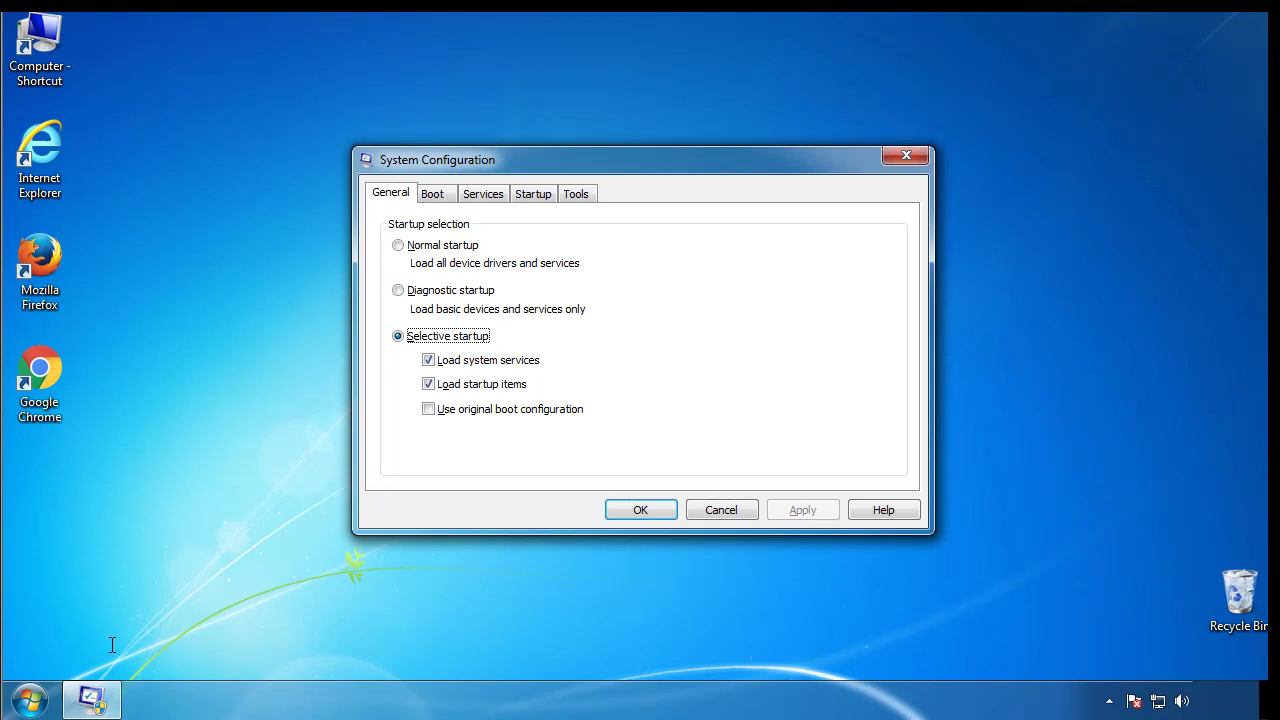 Computer -
Shortcut
Internet
Explorer
Mozilla
Firefox
Google
Chrome
System Configuration
General
Boot
Services
Startup
Tools
Startup selection
Normal startup
Load all device drivers and services
Diagnostic startup
Load basic devices and services only
Selective startup
Load system services
Load startup items
Use original boot configuration
OK
Cancel
Apply
Help
Recycle Bin